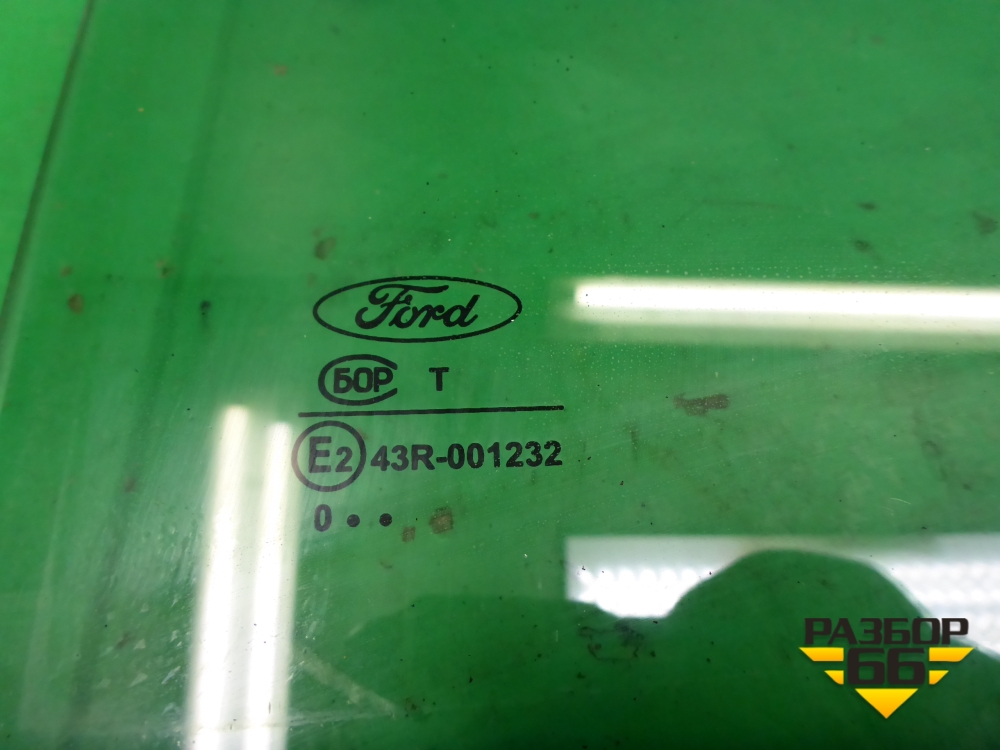 Ford
БОР Т
E2 43R-001232
0 • •
РАЗБОР
66